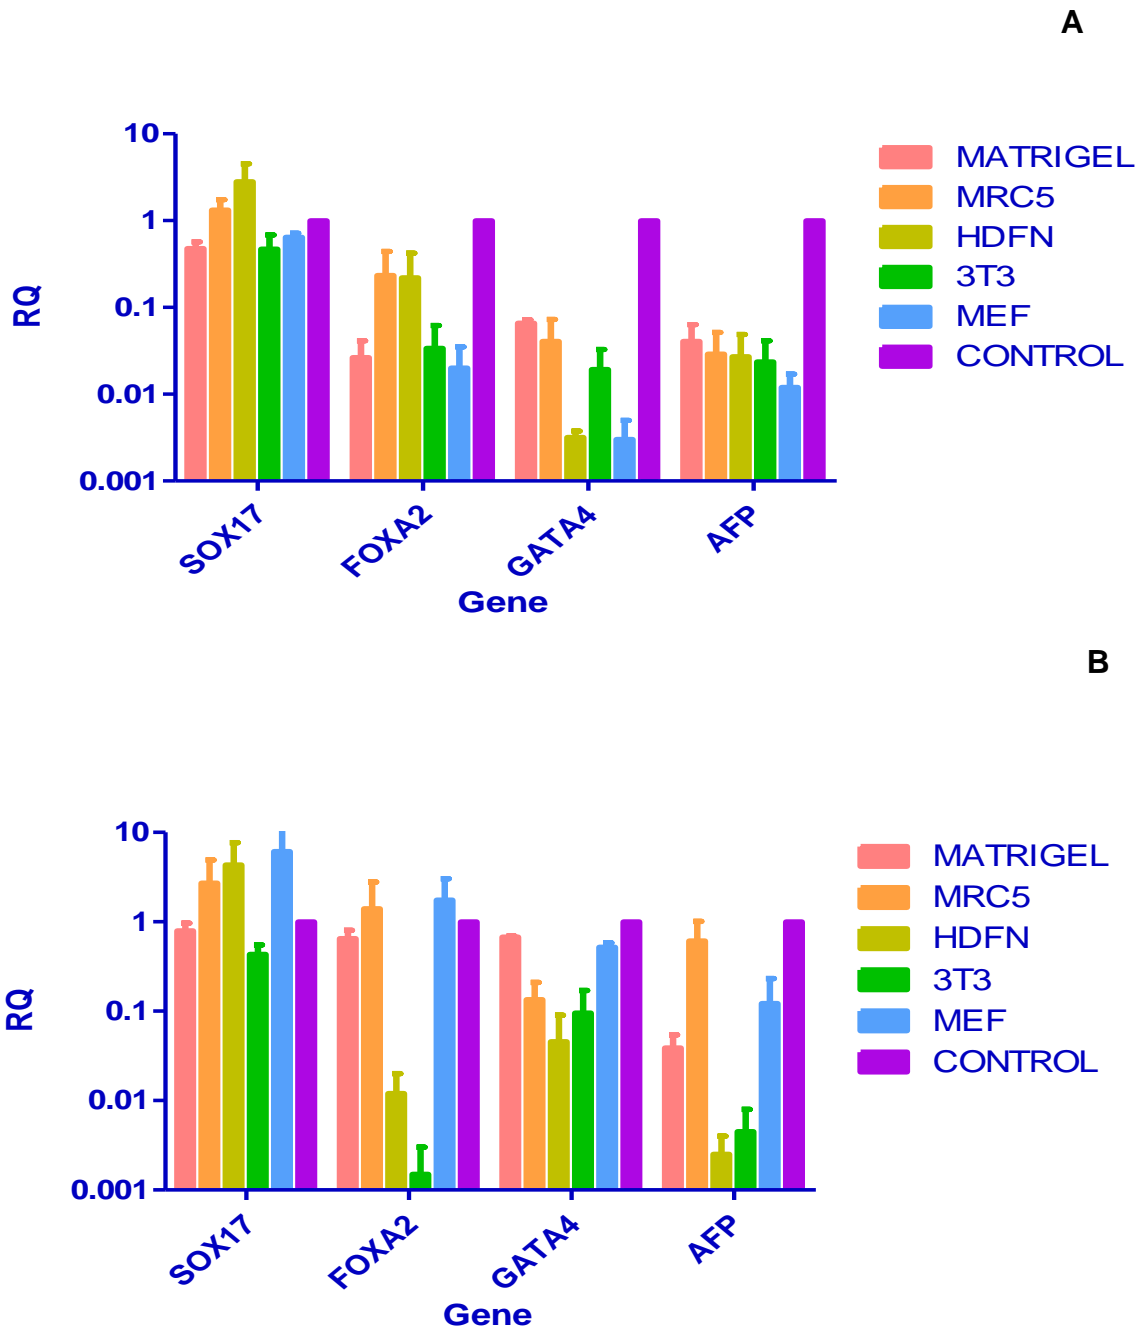 A
10
1
0.1
0.01
0.001
RQ
SOX17
FOXA2
GATA4
AFP
Gene
MATRIGEL
MRC5
HDFN
3T3
MEF
CONTROL
B
10
1
0.1
0.01
0.001
RQ
SOX17
FOXA2
GATA4
AFP
Gene
MATRIGEL
MRC5
HDFN
3T3
MEF
CONTROL